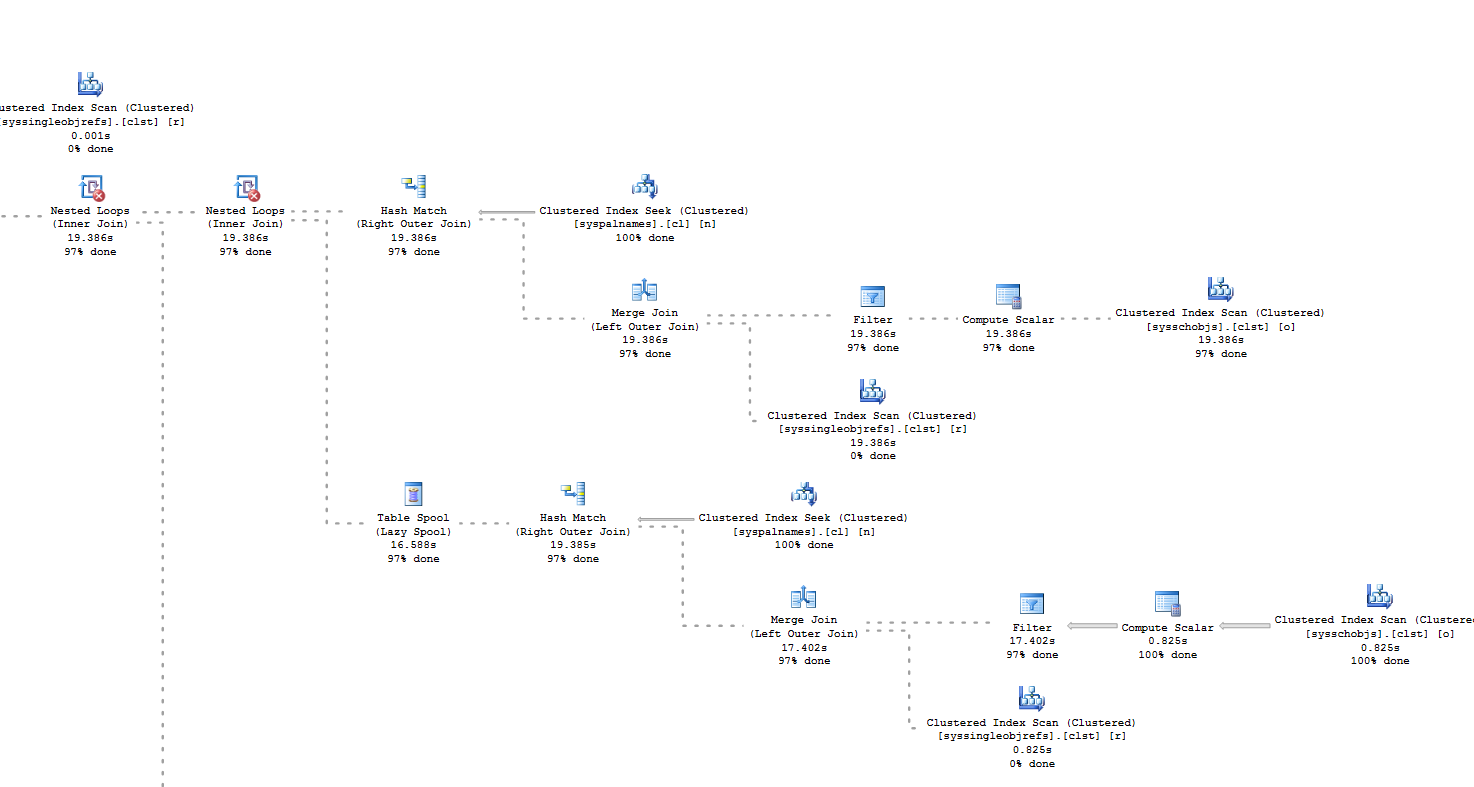 ustered Index Scan (Clustered)
[syssingleobjrefs].[clst] [r]
0.001s
0% done
Nested Loops
(Inner Join)
19.386s
97% done
Nested Loops
(Inner Join)
19.386s
97% done
Hash Match
(Right Outer Join)
19.386s
97% done
Clustered Index Seek (Clustered)
[syspalnames].[cl] [n]
100% done
Merge Join
(Left Outer Join)
19.386s
97% done
Filter
19.386s
97% done
Compute Scalar
19.386s
97% done
Clustered Index Scan (Clustered)
[sysschobjs].[clst] [o]
19.386s
97% done
Clustered Index Scan (Clustered)
[syssingleobjrefs].[clst] [r]
19.386s
0% done
Table Spool
(Lazy Spool)
16.588s
97% done
Hash Match
(Right Outer Join)
19.385s
97% done
Clustered Index Seek (Clustered)
[syspalnames].[cl] [n]
100% done
Merge Join
(Left Outer Join)
17.402s
97% done
Filter
17.402s
97% done
Compute Scalar
0.825s
100% done
Clustered Index Scan (Clustere
[sysschobjs].[clst] [o]
0.825s
100% done
Clustered Index Scan (Clustered)
[syssingleobjrefs].[clst] [r]
0.825s
0% done